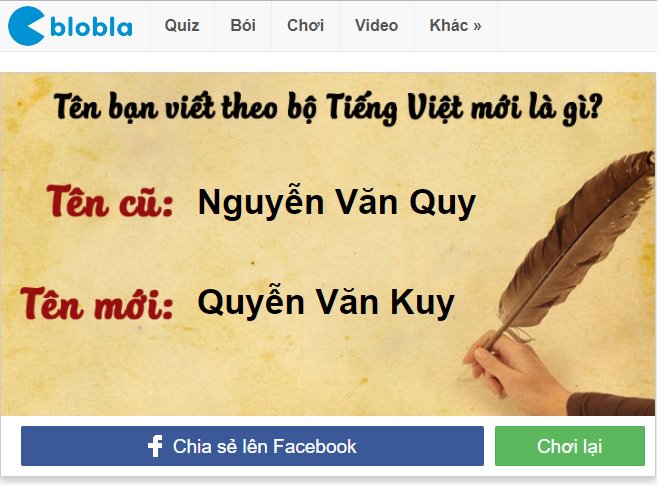 blobla Quiz Bói Chơi Video Khác »
Tên bạn viết theo bộ Tiếng Việt mới là gì?
Tên cũ: Nguyễn Văn Quy
Tên mới: Quyễn Văn Kuy
f Chia sẻ lên Facebook Chơi lại